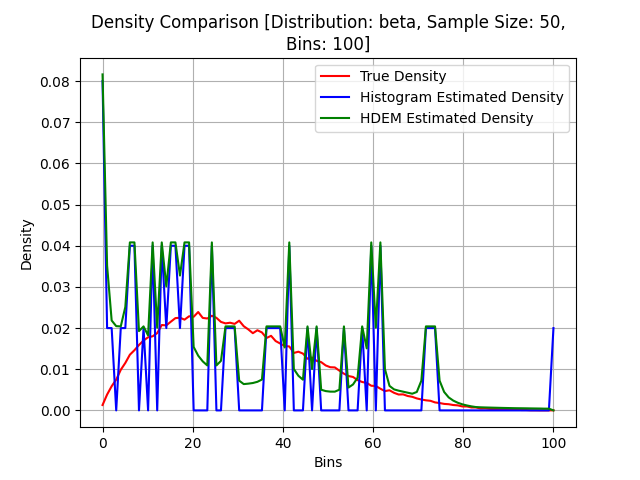 Density Comparison [Distribution: beta, Sample Size: 50,
Bins: 100]
True Density
Histogram Estimated Density
HDEM Estimated Density
Density
0.08
0.07
0.06
0.05
0.04
0.03
0.02
0.01
0.00
0 20 40 60 80 100
Bins